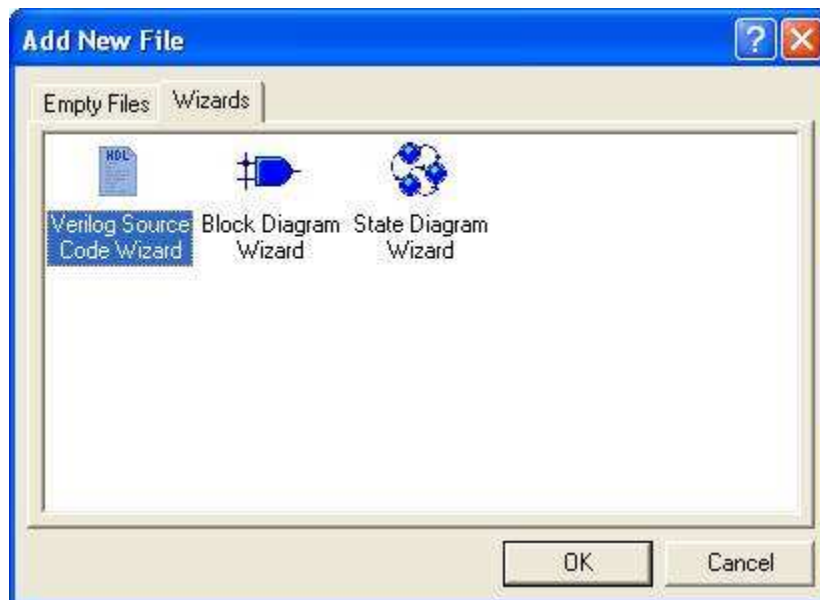 Add New File
Empty Files Wizards
HDL
Verilog Source Block Diagram State Diagram
Code Wizard Wizard Wizard
OK Cancel